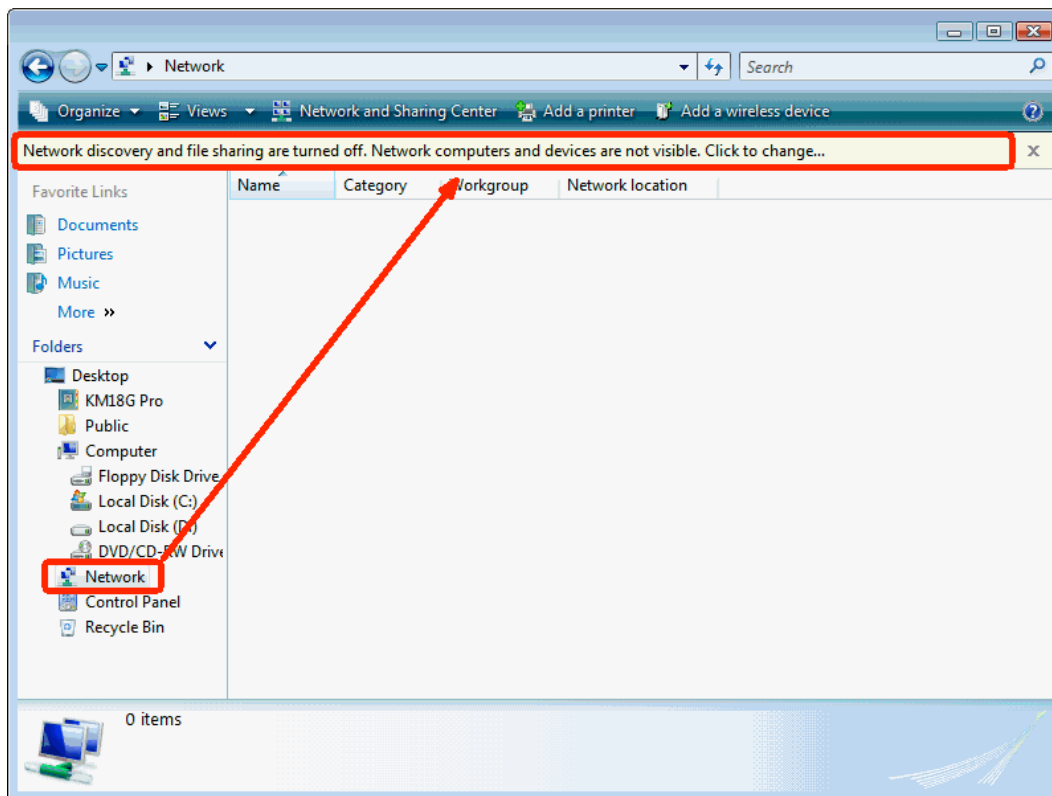 Network
Search
Organize Views Network and Sharing Center Add a printer Add a wireless device
Network discovery and file sharing are turned off. Network computers and devices are not visible. Click to change...
Name Category Workgroup Network location
Favorite Links
Documents
Pictures
Music
More »
Folders
Desktop
KM18G Pro
Public
Computer
Floppy Disk Drive
Local Disk (C:)
Local Disk (D:)
DVD/CD-RW Drive
Network
Control Panel
Recycle Bin
0 items